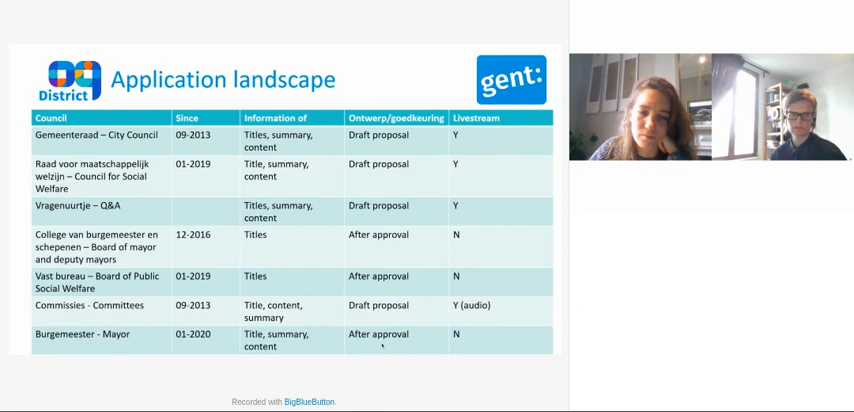 District09
Application landscape
gent:
Council Since Information of Ontwerp/goedkeuring Livestream
Gemeenteraad – City Council 09-2013 Titles, summary, Draft proposal Y
content
Raad voor maatschappelijk 01-2019 Title, summary, Draft proposal Y
welzijn – Council for Social content
Welfare
Vragenuurtje – Q&A Titles, summary, Draft proposal Y
content
College van burgemeester en 12-2016 Titles After approval N
schepenen – Board of mayor
and deputy mayors
Vast bureau – Board of Public 01-2019 Titles After approval N
Social Welfare
Commissies - Committees 09-2013 Title, content, Draft proposal Y (audio)
summary
Burgemeester - Mayor 01-2020 Title, summary, After approval N
content
Recorded with BigBlueButton.